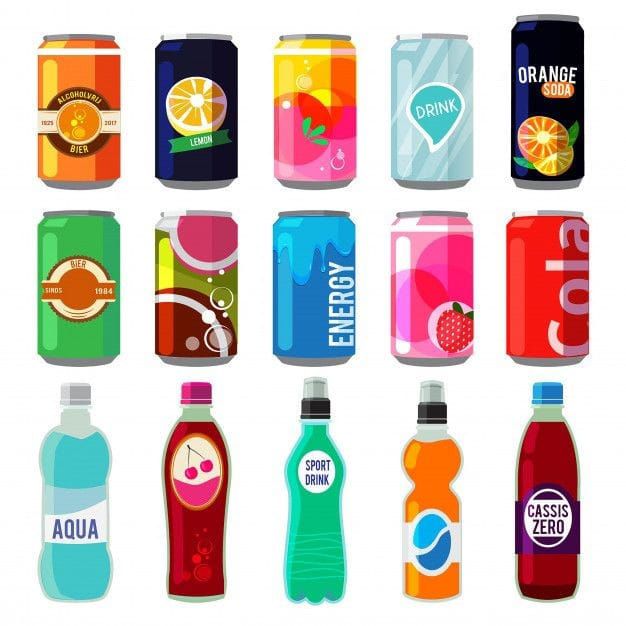 ALCOHOLVRIJ
1925 2017
BIER
LEMON
DRINK
ORANGE
SODA
BIER
SINDS 1984
ENERGY
Cola
AQUA
SPORT
DRINK
CASSIS
ZERO